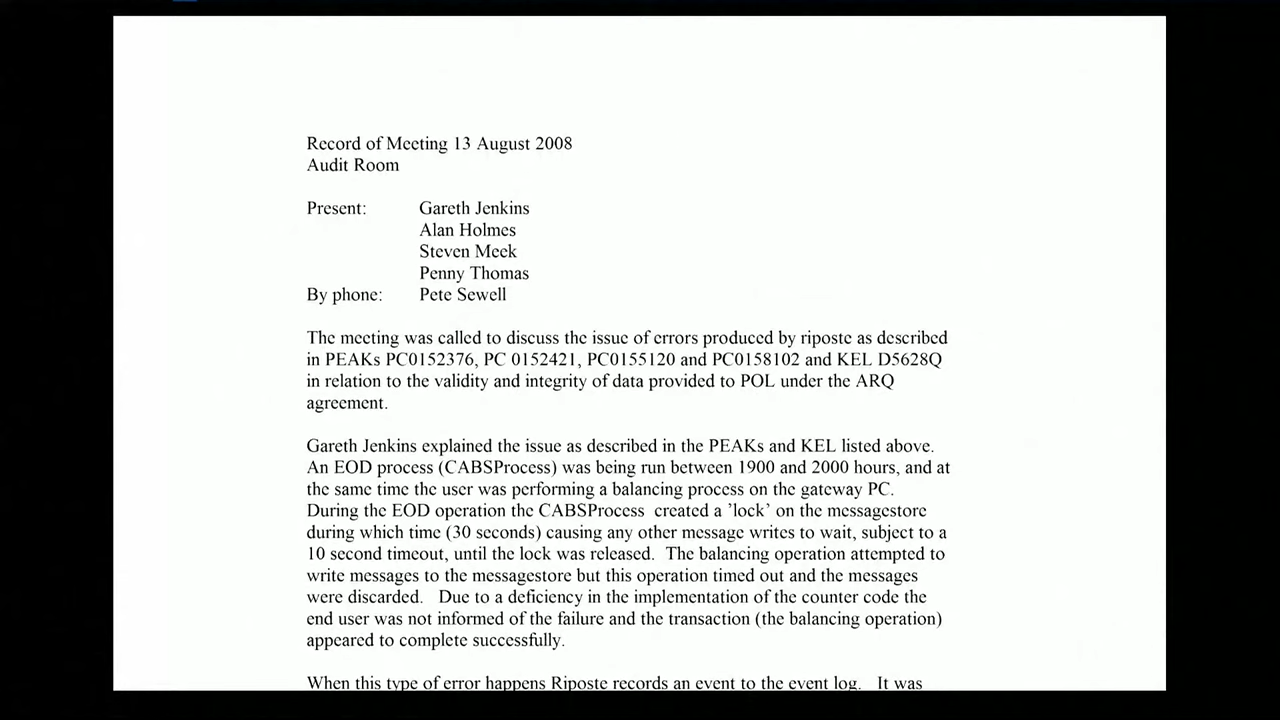 Record of Meeting 13 August 2008
Audit Room
Present: Gareth Jenkins
Alan Holmes
Steven Meek
Penny Thomas
By phone: Pete Sewell
The meeting was called to discuss the issue of errors produced by riposte as described
in PEAKs PC0152376, PC 0152421, PC0155120 and PC0158102 and KEL D5628Q
in relation to the validity and integrity of data provided to POL under the ARQ
agreement.
Gareth Jenkins explained the issue as described in the PEAKs and KEL listed above.
An EOD process (CABSProcess) was being run between 1900 and 2000 hours, and at
the same time the user was performing a balancing process on the gateway PC.
During the EOD operation the CABSProcess created a 'lock' on the messagestore
during which time (30 seconds) causing any other message writes to wait, subject to a
10 second timeout, until the lock was released. The balancing operation attempted to
write messages to the messagestore but this operation timed out and the messages
were discarded. Due to a deficiency in the implementation of the counter code the
end user was not informed of the failure and the transaction (the balancing operation)
appeared to complete successfully.
When this type of error happens Riposte records an event to the event log. It was